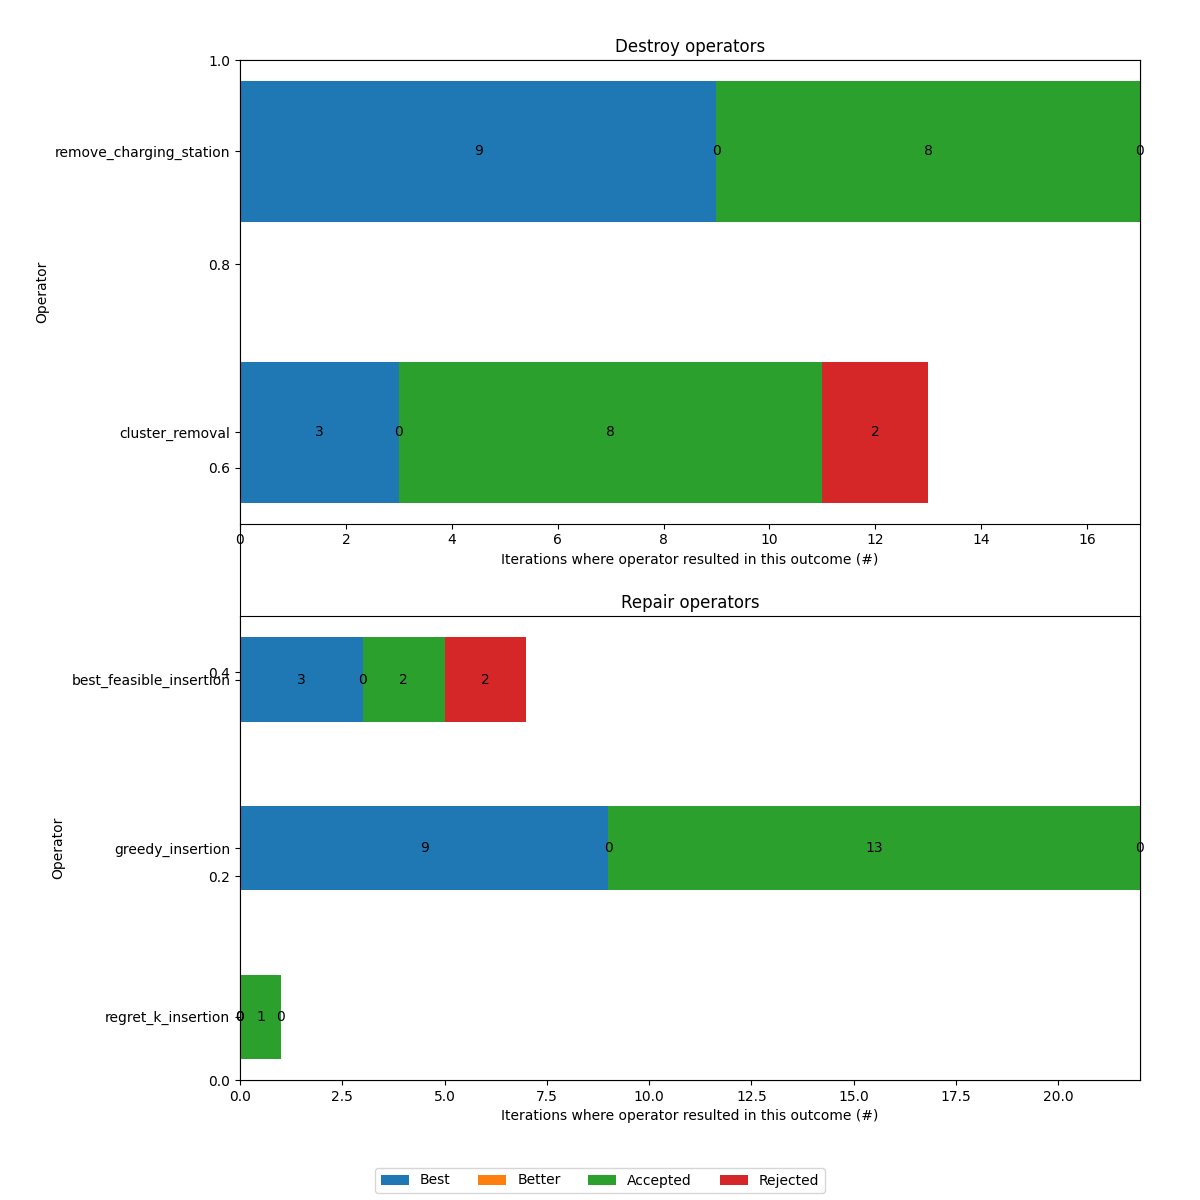 Destroy operators
1.0
remove_charging_station
9 0 8 0
0.8
Operator
cluster_removal
3 0 8 2
0.6
0 2 4 6 8 10 12 14 16
Iterations where operator resulted in this outcome (#)
Repair operators
0.4
best_feasible_insertion
3 0 2 2
Operator
greedy_insertion
9 0 13 0
0.2
regret_k_insertion
0 0 1 0
0.0
0.0 2.5 5.0 7.5 10.0 12.5 15.0 17.5 20.0
Iterations where operator resulted in this outcome (#)
Best Better Accepted Rejected